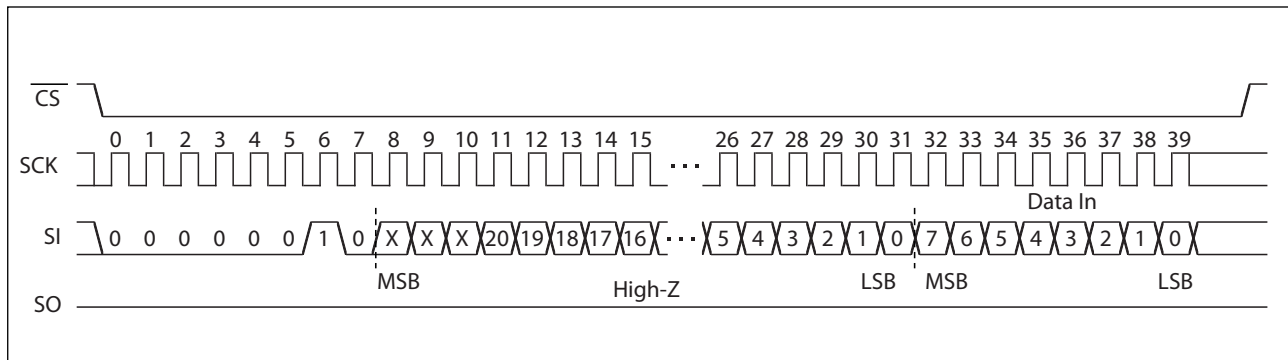 CS
0 1 2 3 4 5 6 7 8 9 10 11 12 13 14 15 26 27 28 29 30 31 32 33 34 35 36 37 38 39
SCK ···
Data In
SI 0 0 0 0 0 0 1 0 X X X 20 19 18 17 16 ··· 5 4 3 2 1 0 7 6 5 4 3 2 1 0
MSB High-Z LSB MSB LSB
SO